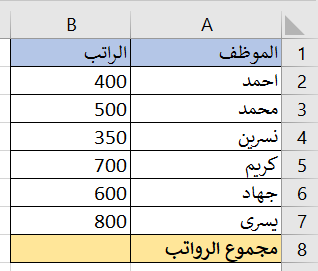 A B
1 الموظف الراتب
2 احمد 400
3 محمد 500
4 نسرين 350
5 كريم 700
6 جهاد 600
7 يسرى 800
8 مجموع الرواتب